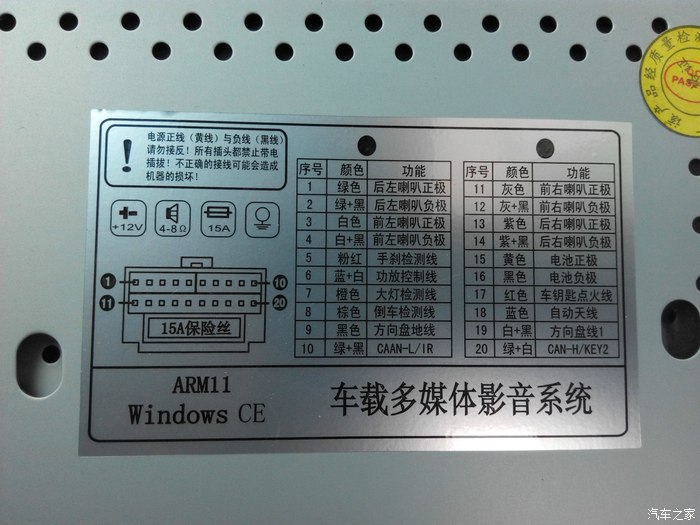 该产品经质量检测
PASS
电源正线（黄线）与负线（黑线）
请勿接反！所有插头都禁止带电
插拔！不正确的接线可能会造成
机器的损坏！
+12V 4-8Ω 15A
1 10
11 20
15A保险丝
序号 颜色 功能
1 绿色 后左喇叭正极
2 绿+黑 后左喇叭负极
3 白色 前左喇叭正极
4 白+黑 前左喇叭负极
5 粉红 手刹检测线
6 蓝+白 功放控制线
7 橙色 大灯检测线
8 棕色 倒车检测线
9 黑色 方向盘地线
10 绿+黑 CAAN-L/IR
序号 颜色 功能
11 灰色 前右喇叭正极
12 灰+黑 前右喇叭负极
13 紫色 后右喇叭正极
14 紫+黑 后右喇叭负极
15 黄色 电池正极
16 黑色 电池负极
17 红色 车钥匙点火线
18 蓝色 自动天线
19 白+黑 方向盘线1
20 绿+白 CAN-H/KEY2
ARM11
Windows CE
车载多媒体影音系统
汽车之家